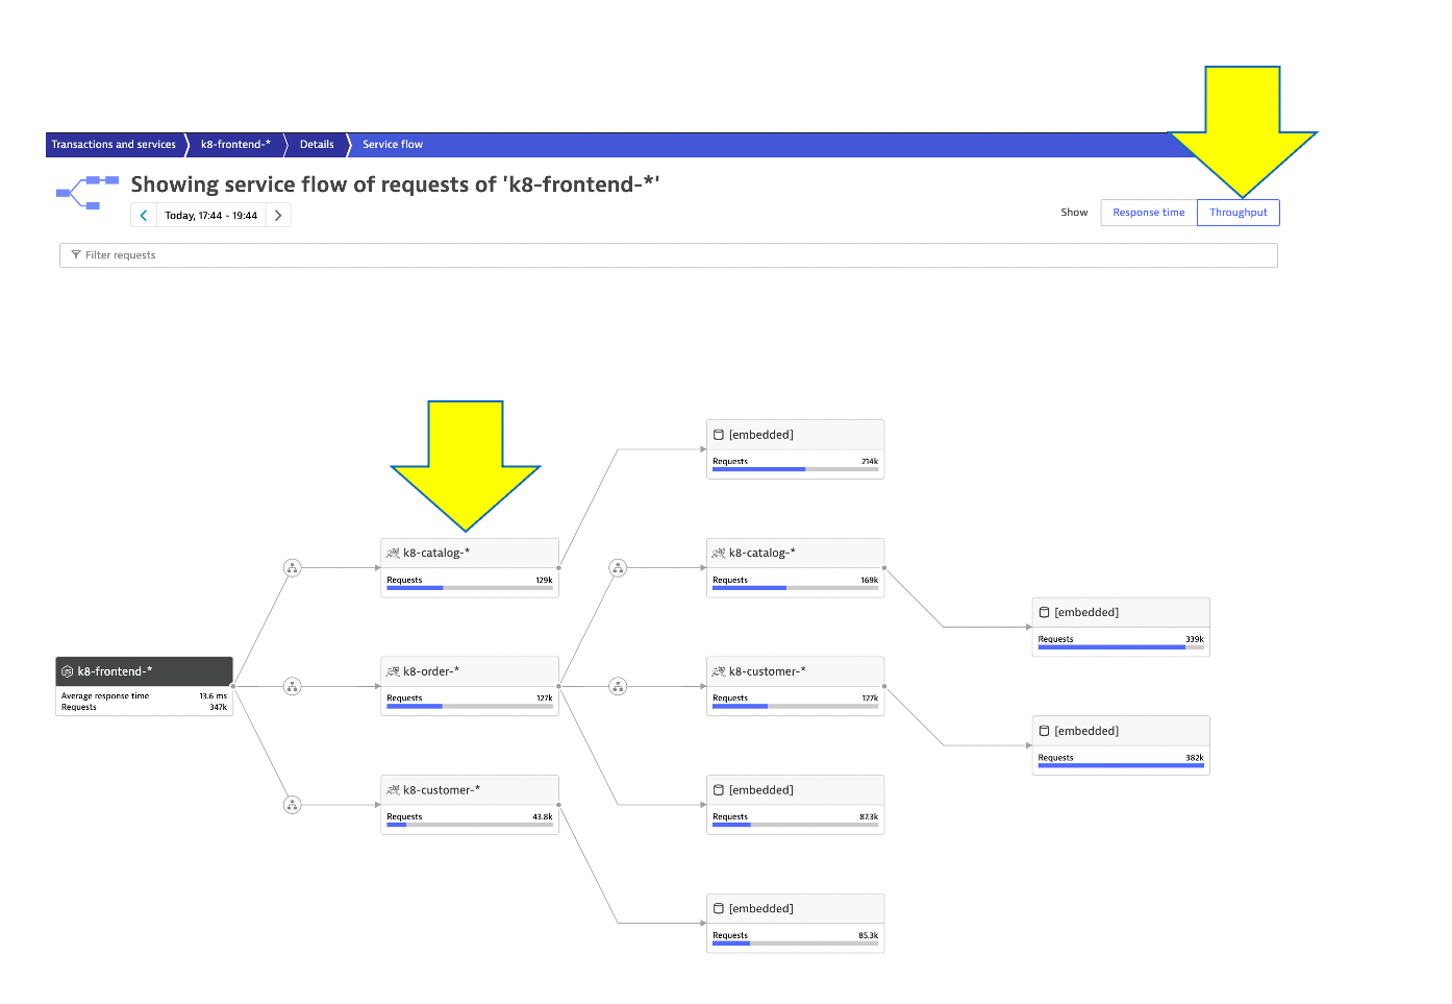 Transactions and services
k8-frontend-*
Details
Service flow
Showing service flow of requests of 'k8-frontend-*'
Today, 17:44 - 19:44
Show
Response time
Throughput
Filter requests
[embedded]
Requests 214k
k8-catalog-*
Requests 129k
k8-catalog-*
Requests 169k
[embedded]
Requests 339k
k8-frontend-*
Average response time 13.6 ms
Requests 347k
k8-order-*
Requests 127k
k8-customer-*
Requests 127k
[embedded]
Requests 382k
k8-customer-*
Requests 43.8k
[embedded]
Requests 87.3k
[embedded]
Requests 85.3k